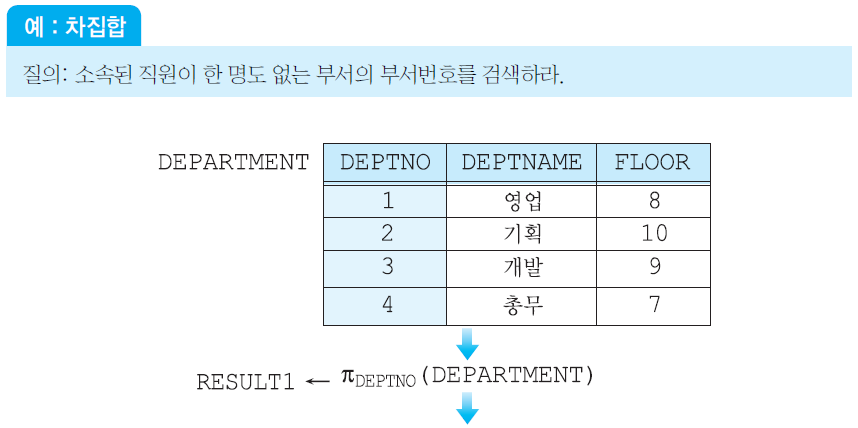 예 : 차집합
질의: 소속된 직원이 한 명도 없는 부서의 부서번호를 검색하라.
DEPARTMENT DEPTNO DEPTNAME FLOOR
1 영업 8
2 기획 10
3 개발 9
4 총무 7
RESULT1 ← πDEPTNO(DEPARTMENT)